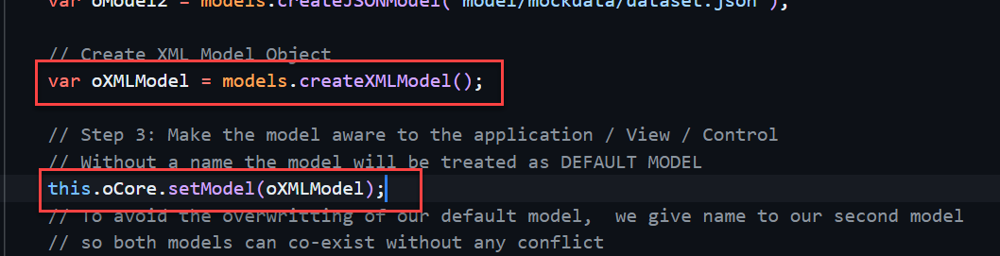 var oModel2 = models.createJSONModel("model/mockdata/dataset.json");
// Create XML Model Object
var oXMLModel = models.createXMLModel();
// Step 3: Make the model aware to the application / View / Control
// Without a name the model will be treated as DEFAULT MODEL
this.oCore.setModel(oXMLModel);
// To avoid the overwritting of our default model,  we give name to our second model
// so both models can co-exist without any conflict